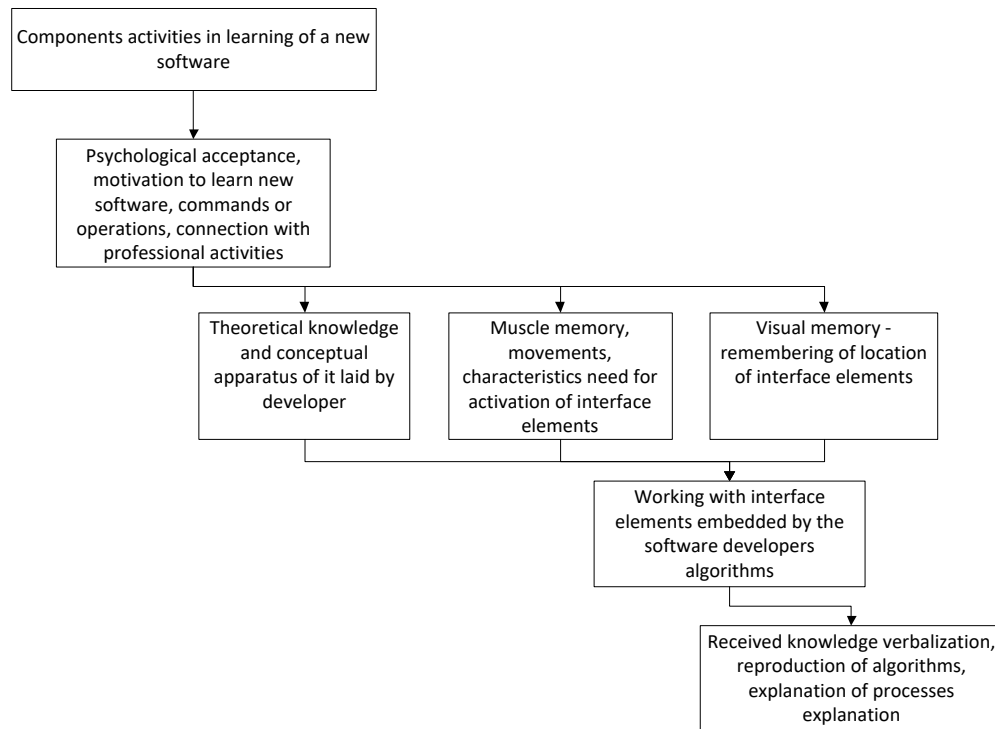 Components activities in learning of a new
software
Psychological acceptance,
motivation to learn new
software, commands or
operations, connection with
professional activities
Theoretical knowledge
and conceptual
apparatus of it laid by
developer
Muscle memory,
movements,
characteristics need for
activation of interface
elements
Visual memory -
remembering of location
of interface elements
Working with interface
elements embedded by the
software developers
algorithms
Received knowledge verbalization,
reproduction of algorithms,
explanation of processes
explanation